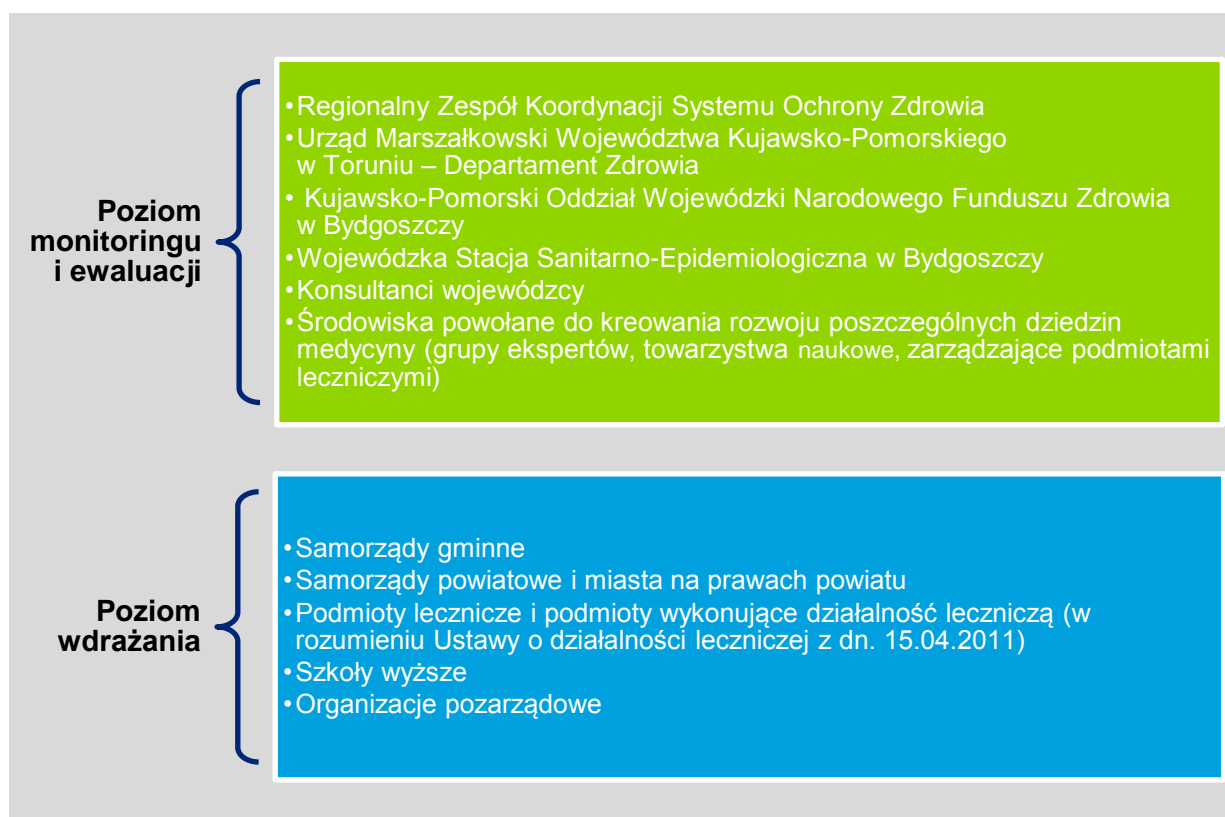 Poziom
monitoringu
i ewaluacji
•Regionalny Zespół Koordynacji Systemu Ochrony Zdrowia
•Urząd Marszałkowski Województwa Kujawsko-Pomorskiego
w Toruniu – Departament Zdrowia
• Kujawsko-Pomorski Oddział Wojewódzki Narodowego Funduszu Zdrowia
w Bydgoszczy
•Wojewódzka Stacja Sanitarno-Epidemiologiczna w Bydgoszczy
•Konsultanci wojewódzcy
•Środowiska powołane do kreowania rozwoju poszczególnych dziedzin
medycyny (grupy ekspertów, towarzystwa naukowe, zarządzające podmiotami
leczniczymi)
Poziom
wdrażania
•Samorządy gminne
•Samorządy powiatowe i miasta na prawach powiatu
•Podmioty lecznicze i podmioty wykonujące działalność leczniczą (w
rozumieniu Ustawy o działalności leczniczej z dn. 15.04.2011)
•Szkoły wyższe
•Organizacje pozarządowe